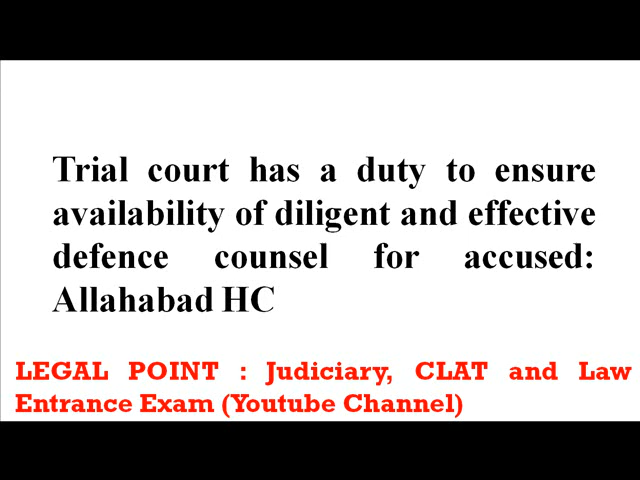 Trial court has a duty to ensure
availability of diligent and effective
defence counsel for accused:
Allahabad HC
LEGAL POINT : Judiciary, CLAT and Law
Entrance Exam (Youtube Channel)